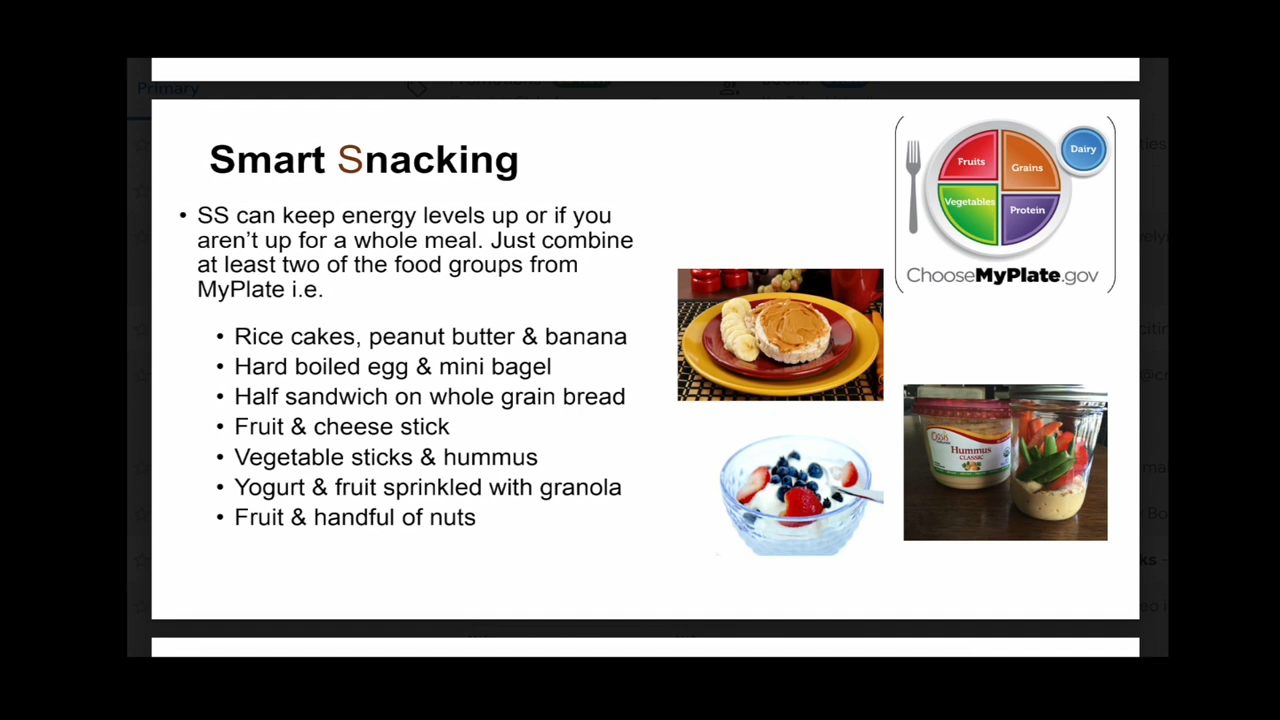 Primary
Smart Snacking
• SS can keep energy levels up or if you
aren't up for a whole meal. Just combine
at least two of the food groups from
MyPlate i.e.
• Rice cakes, peanut butter & banana
• Hard boiled egg & mini bagel
• Half sandwich on whole grain bread
• Fruit & cheese stick
• Vegetable sticks & hummus
• Yogurt & fruit sprinkled with granola
• Fruit & handful of nuts
Fruits
Grains
Dairy
Vegetables
Protein
ChooseMyPlate.gov
Oasis
Hummus
CLASSIC